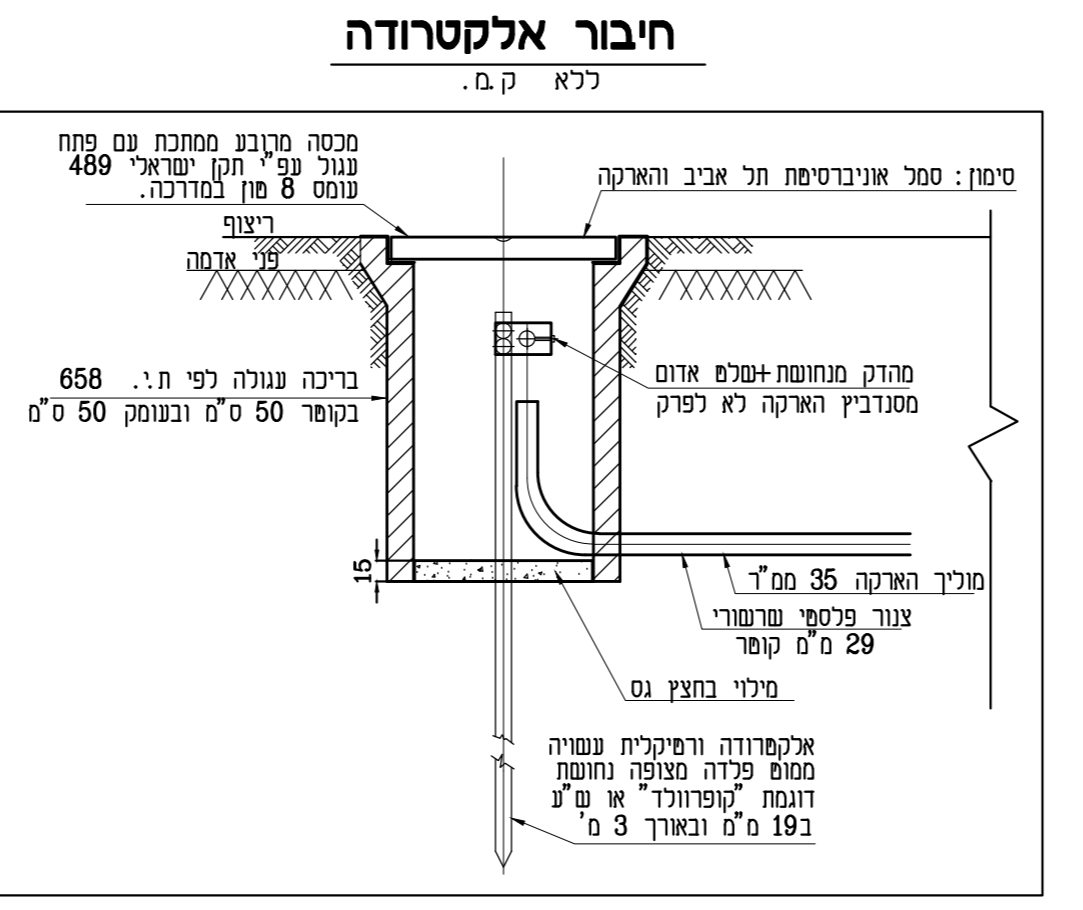 חיבור אלקטרודה
ללא ק.מ.
סימון: סמל אוניברסיטת תל אביב והארקה
מכסה מרובע ממתכת עם פתח
עגול עפ"י תקן ישראלי 489
עומס 8 טון במדרכה.
ריצוף
פני אדמה
מהדק מנחושת+שלט אדום
מסנדביץ הארקה לא לפרק
בריכה עגולה לפי ת.י. 658
בקוטר 50 ס"מ ובעומק 50 ס"מ
15
מוליך הארקה 35 ממ"ר
צנור פלסטי שרשורי
29 מ"מ קוטר
מילוי בחצץ גס
אלקטרודה ורטיקלית עשויה
ממוט פלדה מצופה נחושת
דוגמת "קופרוולד" או ש"ע
ב19 מ"מ ובאורך 3 מ'